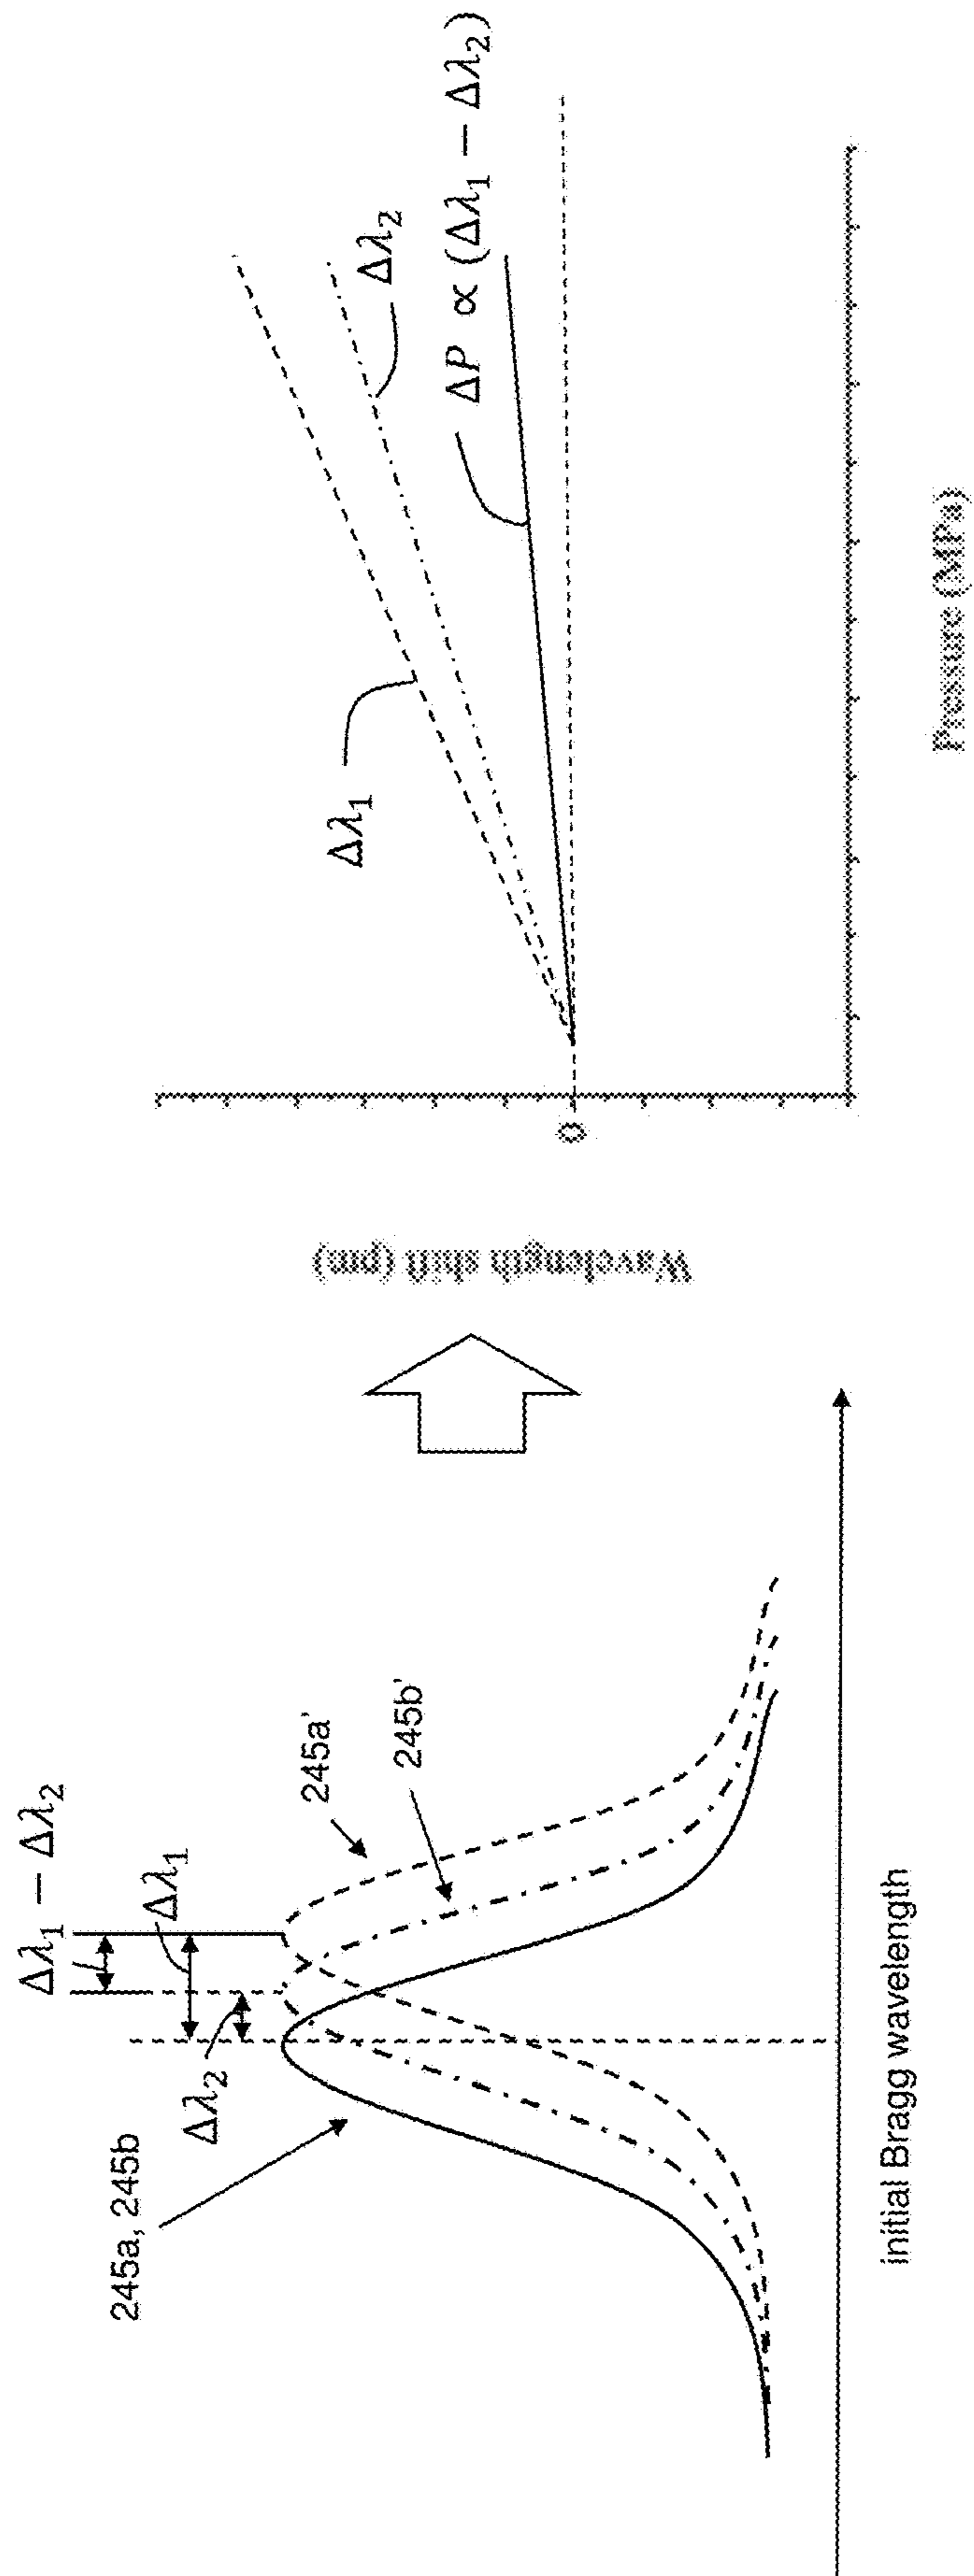 Δλ₁ − Δλ₂
Δλ₁
Δλ₂
245a, 245b
245a'
245b'
initial Bragg wavelength
Wavelength shift (pm)
0
Δλ₁
Δλ₂
ΔP ∝ (Δλ₁ − Δλ₂)
Pressure (MPa)